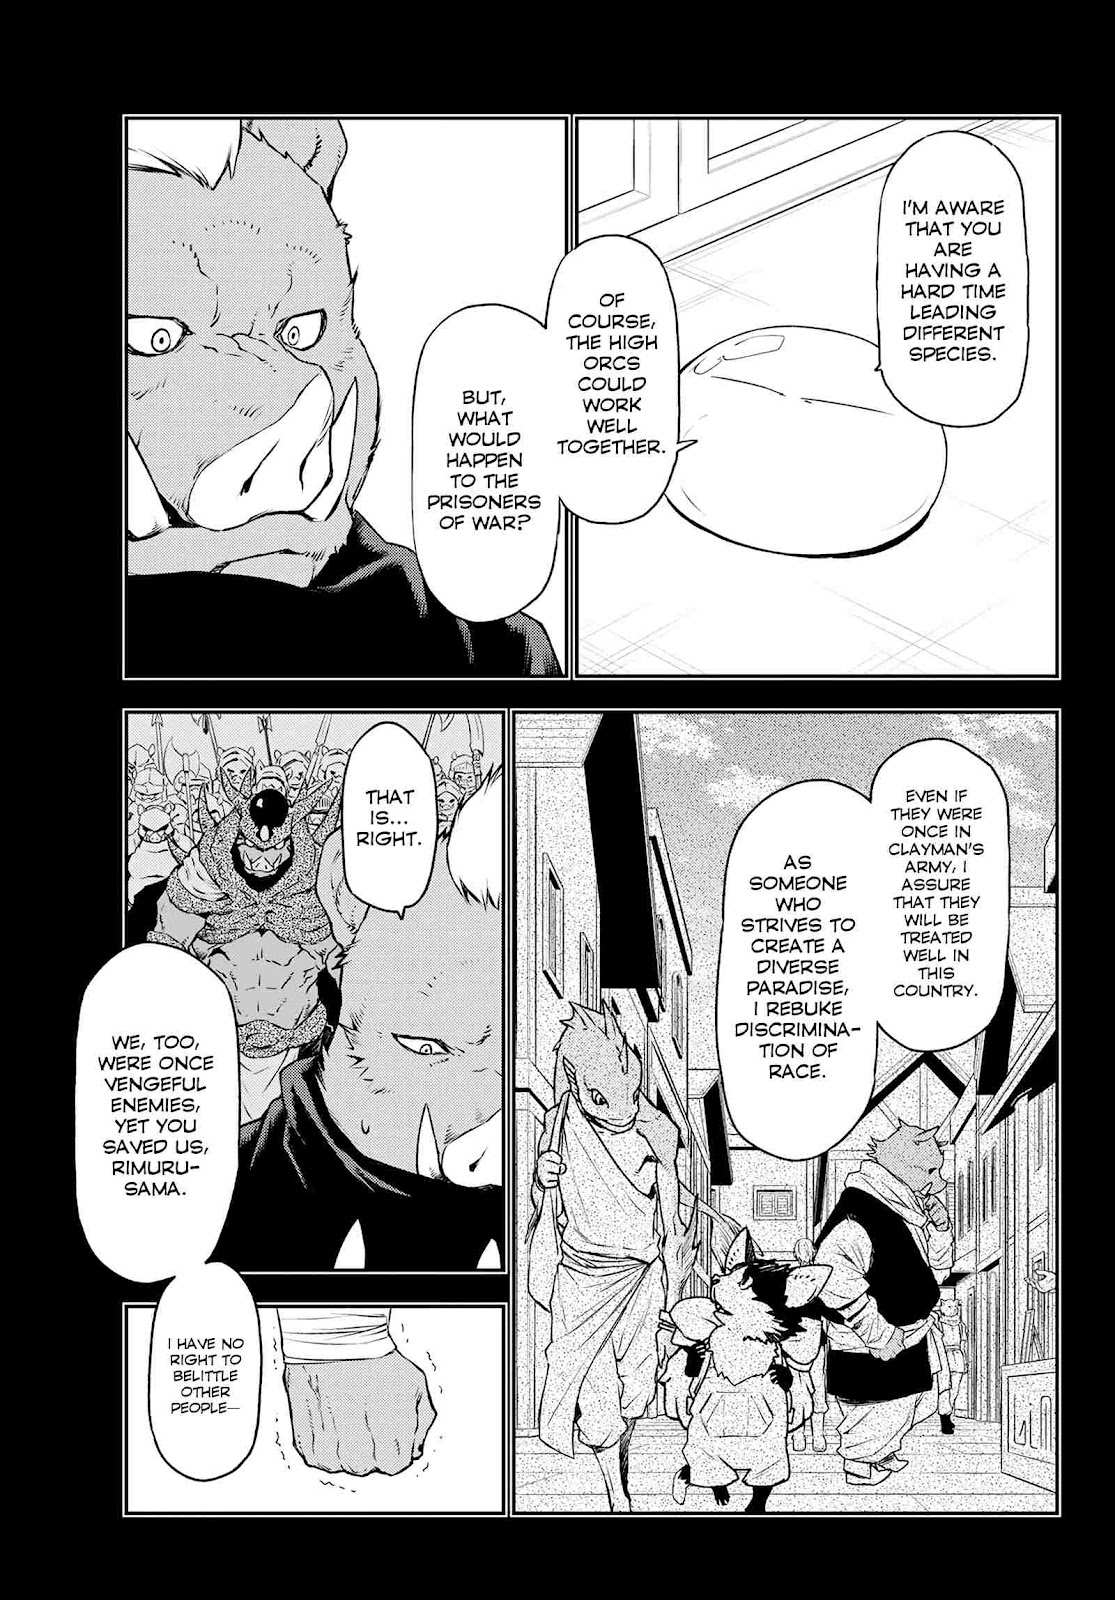 I'M AWARE
THAT YOU
ARE
HAVING A
HARD TIME
LEADING
DIFFERENT
SPECIES.
OF
COURSE,
THE HIGH
ORCS
COULD
WORK
WELL
TOGETHER.
BUT,
WHAT
WOULD
HAPPEN
TO THE
PRISONERS
OF WAR?
EVEN IF
THEY WERE
ONCE IN
CLAYMAN'S
ARMY, I
ASSURE
THAT THEY
WILL BE
TREATED
WELL IN
THIS
COUNTRY.
AS
SOMEONE
WHO
STRIVES TO
CREATE A
DIVERSE
PARADISE,
I REBUKE
DISCRIMINA-
TION OF
RACE.
THAT
IS...
RIGHT.
WE, TOO,
WERE ONCE
VENGEFUL
ENEMIES,
YET YOU
SAVED US,
RIMURU-
SAMA.
I HAVE NO
RIGHT TO
BELITTLE
OTHER
PEOPLE—